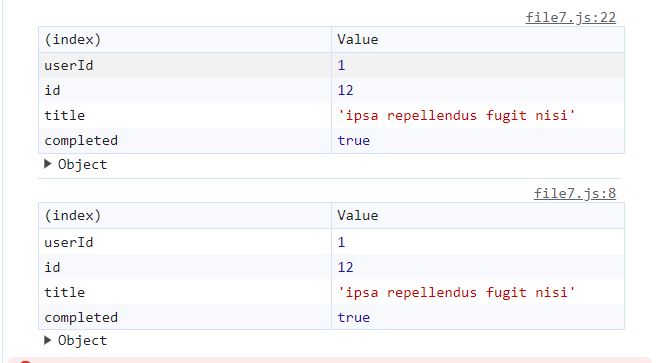 file7.js:22
(index) Value
userId 1
id 12
title 'ipsa repellendus fugit nisi'
completed true
▶ Object
file7.js:8
(index) Value
userId 1
id 12
title 'ipsa repellendus fugit nisi'
completed true
▶ Object